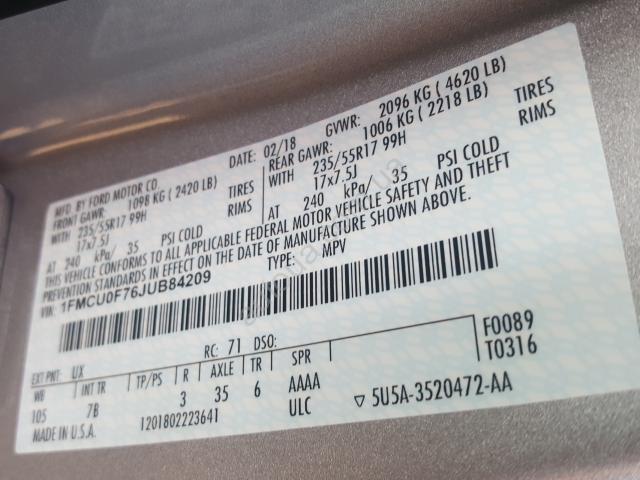 MFD. BY FORD MOTOR CO.
DATE: 02/18 GVWR: 2096 KG ( 4620 LB)
FRONT GAWR: 1098 KG ( 2420 LB) REAR GAWR: 1006 KG ( 2218 LB)
WITH 235/55R17 99H TIRES WITH 235/55R17 99H TIRES
17x7.5J RIMS 17x7.5J RIMS
AT 240 kPa/ 35 PSI COLD AT 240 kPa/ 35 PSI COLD
THIS VEHICLE CONFORMS TO ALL APPLICABLE FEDERAL MOTOR VEHICLE SAFETY AND THEFT
PREVENTION STANDARDS IN EFFECT ON THE DATE OF MANUFACTURE SHOWN ABOVE.
VIN: 1FMCU0F76JUB84209 TYPE: MPV
F0089
T0316
EXT PNT: UX RC: 71 DSO:
WB INT TR TP/PS R AXLE TR SPR
105 7B 3 35 6 AAAA
ULC
MADE IN U.S.A. 1201802223641 ▽ 5U5A-3520472-AA